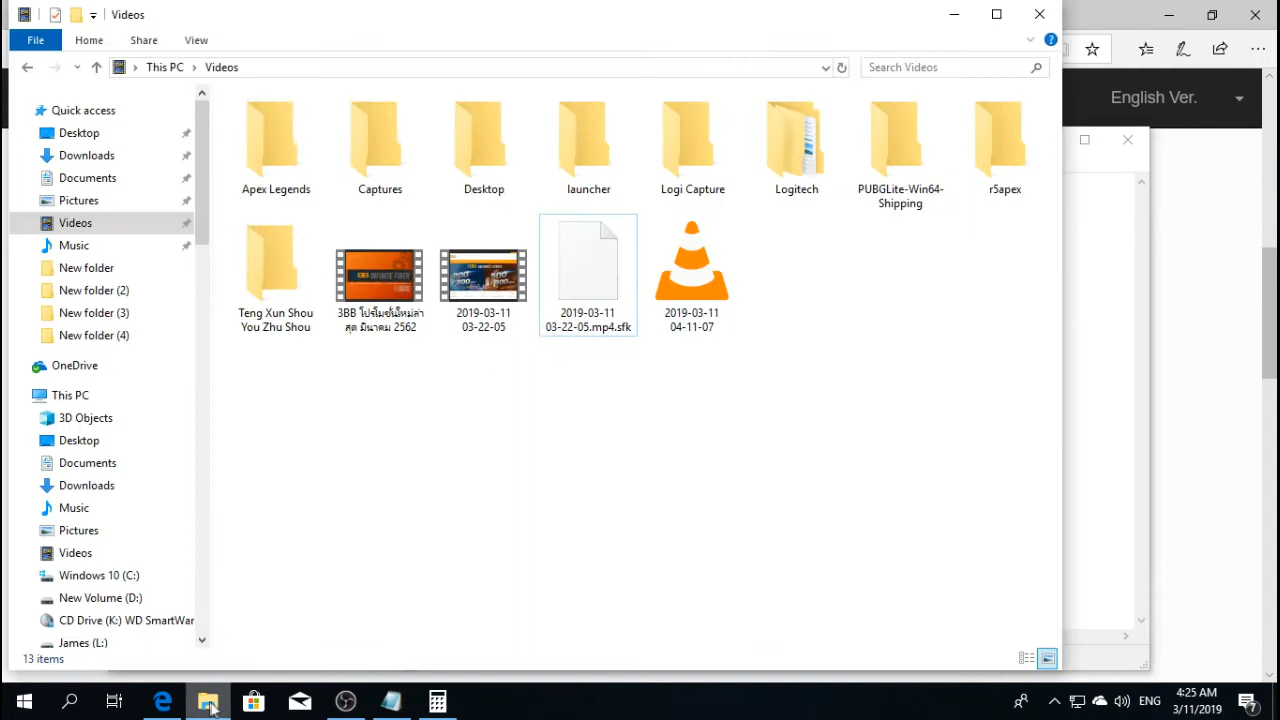 Videos
English Ver.
File
Home
Share
View
This PC
Videos
Search Videos
Quick access
Desktop
Downloads
Documents
Pictures
Videos
Music
New folder
New folder (2)
New folder (3)
New folder (4)
OneDrive
This PC
3D Objects
Desktop
Documents
Downloads
Music
Pictures
Videos
Windows 10 (C:)
New Volume (D:)
CD Drive (K:) WD SmartWar
James (L:)
Apex Legends
Captures
Desktop
launcher
Logi Capture
Logitech
PUBGLite-Win64-
Shipping
r5apex
Teng Xun Shou
You Zhu Shou
3BB โปรโมชั่นใหม่ล่า
สุด มีนาคม 2562
2019-03-11
03-22-05
2019-03-11
03-22-05.mp4.sfk
2019-03-11
04-11-07
13 items
ENG
4:25 AM
3/11/2019
7